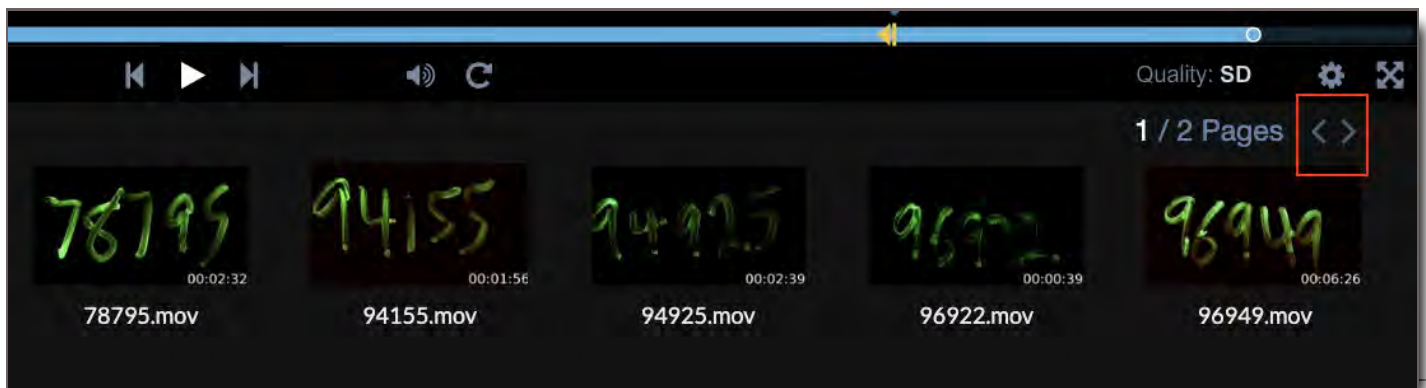 Quality: SD
1 / 2 Pages < >
78795 94155 94925 96922 96949
00:02:32 00:01:56 00:02:39 00:00:39 00:06:26
78795.mov 94155.mov 94925.mov 96922.mov 96949.mov